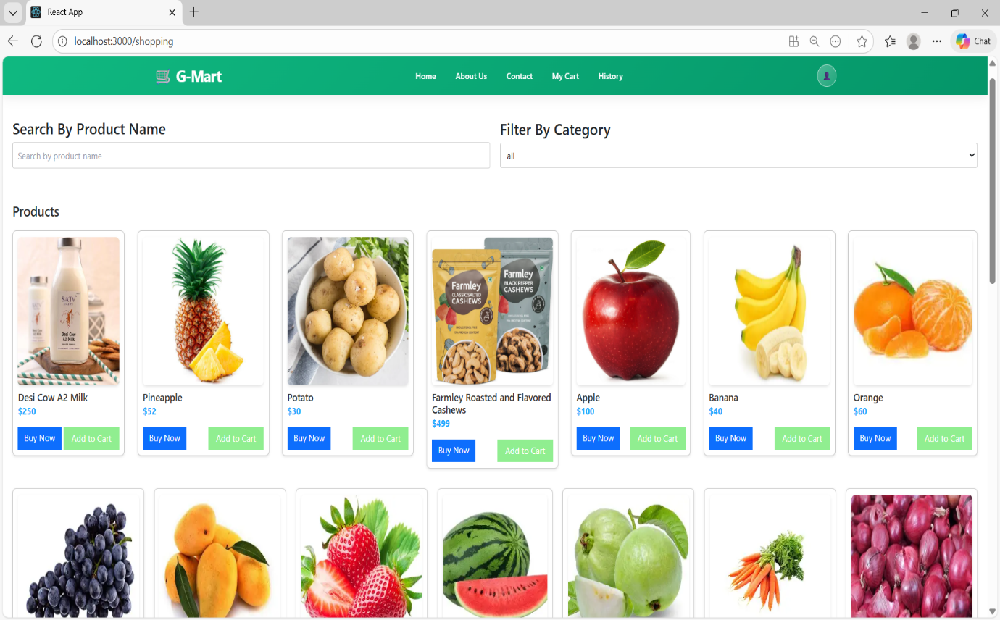 React App
localhost:3000/shopping
Chat
G-Mart
Home
About Us
Contact
My Cart
History
Search By Product Name
Filter By Category
Search by product name
all
Products
SATV
Desi Cow
A2 Milk
Farmley
CLASSIC SALTED
CASHEWS
Farmley
BLACK PEPPER
CASHEWS
Desi Cow A2 Milk
$250
Buy Now
Add to Cart
Pineapple
$52
Buy Now
Add to Cart
Potato
$30
Buy Now
Add to Cart
Farmley Roasted and Flavored
Cashews
$499
Buy Now
Add to Cart
Apple
$100
Buy Now
Add to Cart
Banana
$40
Buy Now
Add to Cart
Orange
$60
Buy Now
Add to Cart